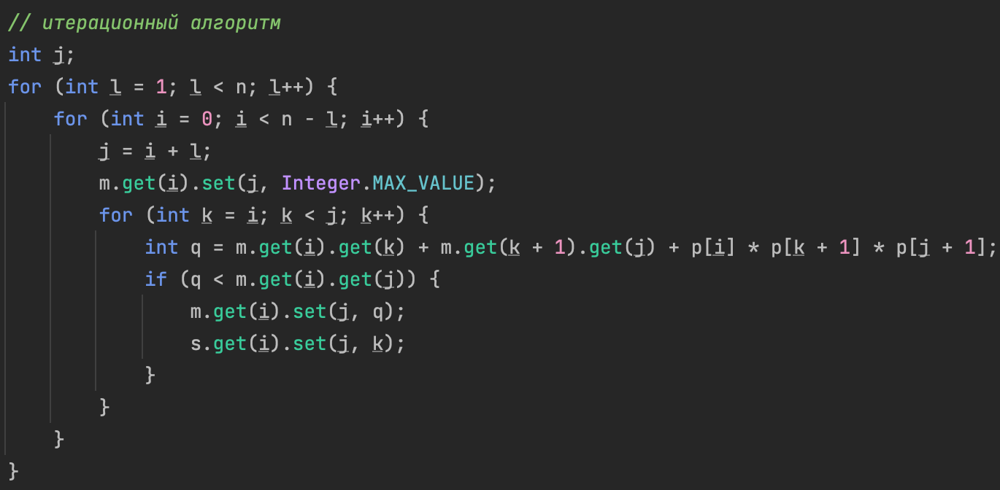 // итерационный алгоритм
int j;
for (int l = 1; l < n; l++) {
    for (int i = 0; i < n - l; i++) {
        j = i + l;
        m.get(i).set(j, Integer.MAX_VALUE);
        for (int k = i; k < j; k++) {
            int q = m.get(i).get(k) + m.get(k + 1).get(j) + p[i] * p[k + 1] * p[j + 1];
            if (q < m.get(i).get(j)) {
                m.get(i).set(j, q);
                s.get(i).set(j, k);
            }
        }
    }
}